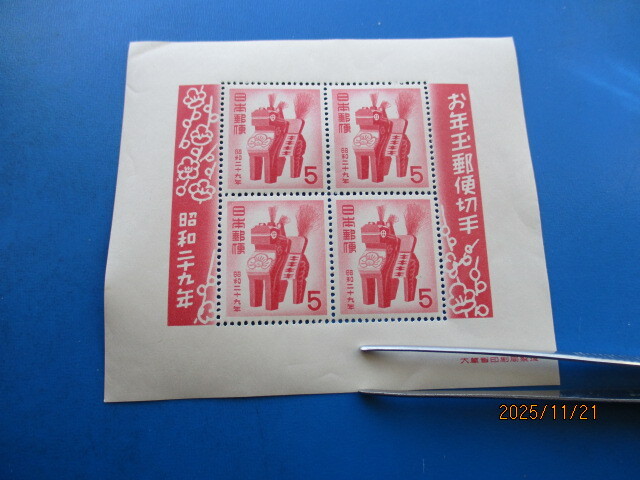 お年玉郵便切手
日本郵便
昭和二十九年
5
日本郵便
昭和二十九年
5
日本郵便
昭和二十九年
5
日本郵便
昭和二十九年
5
昭和二十九年
大蔵省印刷局製造
2025/11/21